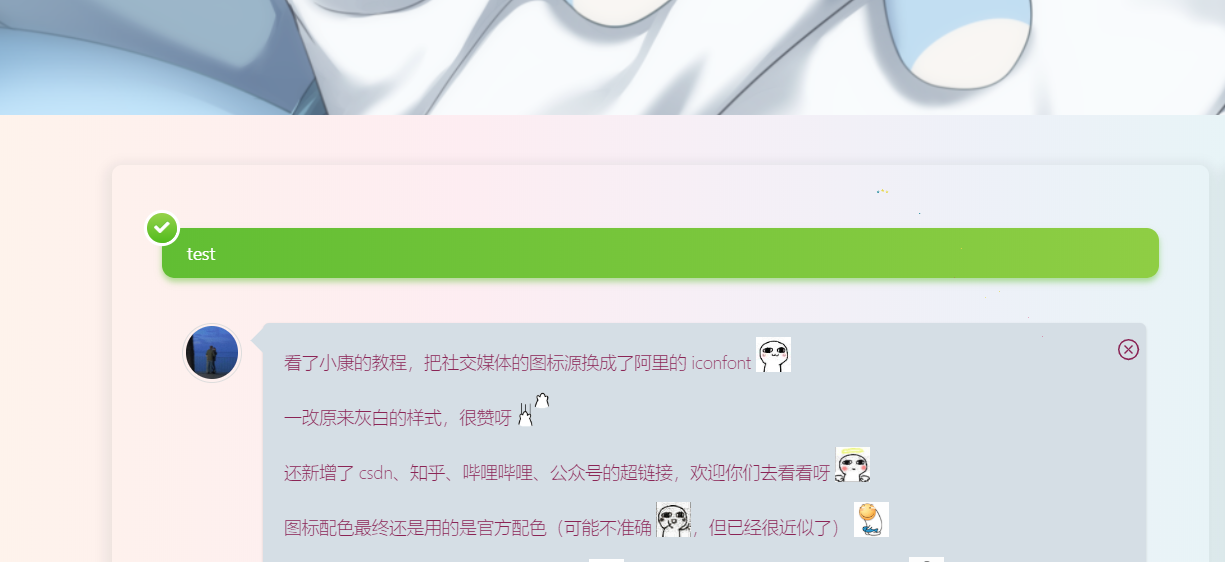 test
看了小康的教程，把社交媒体的图标源换成了阿里的 iconfont
一改原来灰白的样式，很赞呀
还新增了 csdn、知乎、哔哩哔哩、公众号的超链接，欢迎你们去看看呀
图标配色最终还是用的是官方配色（可能不准确，但已经很近似了）